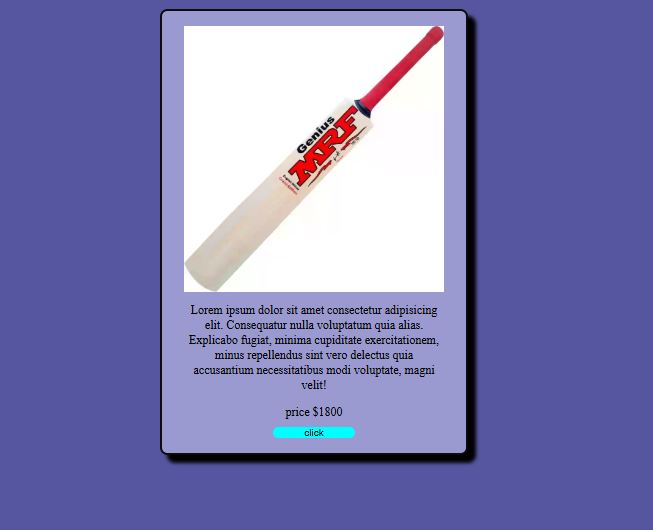 Genius
MRF
Lorem ipsum dolor sit amet consectetur adipisicing
elit. Consequatur nulla voluptatum quia alias.
Explicabo fugiat, minima cupiditate exercitationem,
minus repellendus sint vero delectus quia
accusantium necessitatibus modi voluptate, magni
velit!
price $1800
click